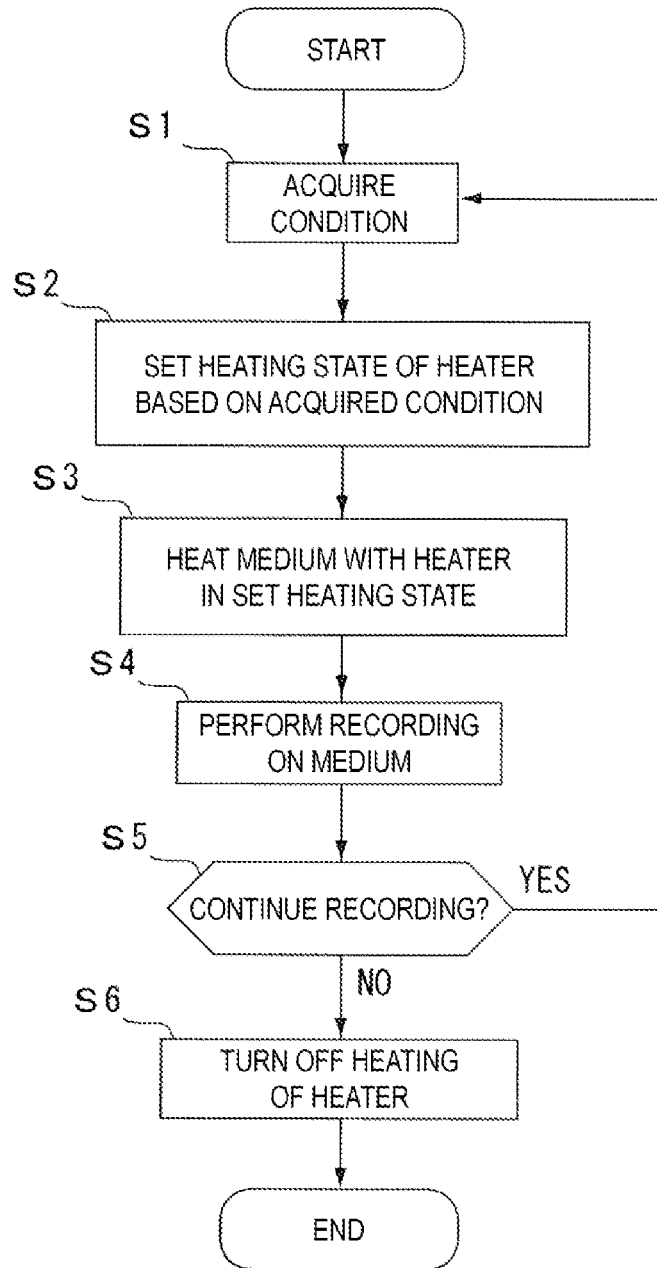 START
S1
ACQUIRE
CONDITION
S2
SET HEATING STATE OF HEATER
BASED ON ACQUIRED CONDITION
S3
HEAT MEDIUM WITH HEATER
IN SET HEATING STATE
S4
PERFORM RECORDING
ON MEDIUM
S5
CONTINUE RECORDING?
YES
NO
S6
TURN OFF HEATING
OF HEATER
END